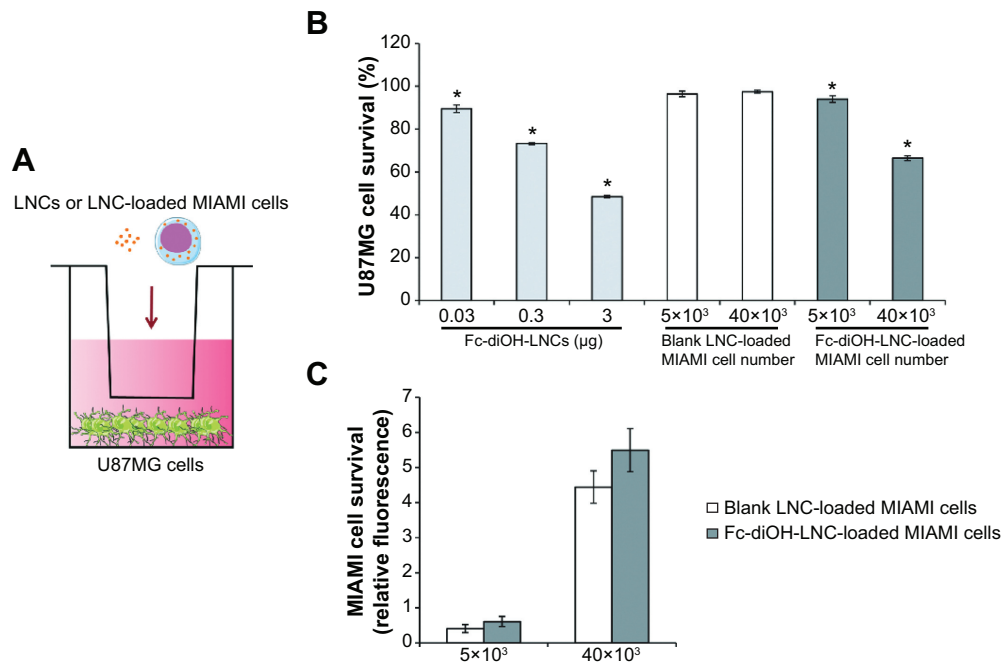 A
LNCs or LNC-loaded MIAMI cells
U87MG cells
B
U87MG cell survival (%)
120
100
80
60
40
20
0
* * * * *
0.03 0.3 3 5×10³ 40×10³ 5×10³ 40×10³
Fc-diOH-LNCs (µg)
Blank LNC-loaded
MIAMI cell number
Fc-diOH-LNC-loaded
MIAMI cell number
C
MIAMI cell survival
(relative fluorescence)
7
6
5
4
3
2
1
0
5×10³ 40×10³
Blank LNC-loaded MIAMI cells
Fc-diOH-LNC-loaded MIAMI cells